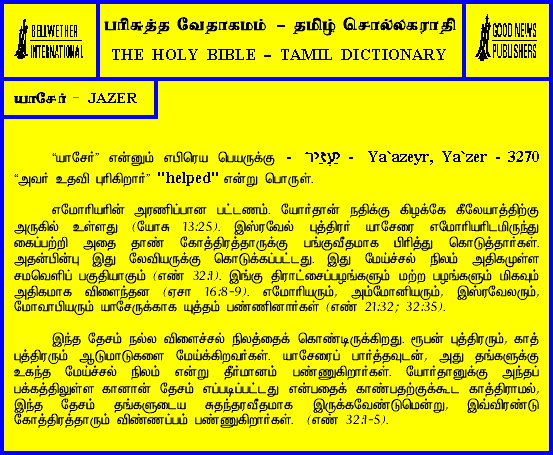 BELLWETHER
INTERNATIONAL
பரிசுத்த வேதாகமம் - தமிழ் சொல்லகராதி
THE HOLY BIBLE - TAMIL DICTIONARY
GOOD NEWS
PUBLISHERS
யாசேர் - JAZER
“யாசேர்” என்னும் எபிரெய பெயருக்கு - יַעֲזֵיר - Ya`azeyr, Ya`zer - 3270
“அவர் உதவி புரிகிறார்” "helped" என்று பொருள்.
எமோரியரின் அரணிப்பான பட்டணம். யோர்தான் நதிக்கு கிழக்கே கீலேயாத்திற்கு
அருகில் உள்ளது (யோசு 13:25). இஸ்ரவேல் புத்திரர் யாசேரை எமோரியரிடமிருந்து
கைப்பற்றி அதை தாண் கோத்திரத்தாருக்கு பங்குவீதமாக பிரித்து கொடுத்தார்கள்.
அதன்பின்பு இது லேவியருக்கு கொடுக்கப்பட்டது. இது மேய்ச்சல் நிலம் அதிகமுள்ள
சமவெளிப் பகுதியாகும் (எண் 32:1). இங்கு திராட்சைப்பழங்களும் மற்ற பழங்களும் மிகவும்
அதிகமாக விளைந்தன (ஏசா 16:8-9). எமோரியரும், அம்மோனியரும், இஸ்ரவேலரும்,
மோவாபியரும் யாசேருக்காக யுத்தம் பண்ணினார்கள் (எண் 21:32; 32:35).
இந்த தேசம் நல்ல விளைச்சல் நிலத்தைக் கொண்டிருக்கிறது. ரூபன் புத்திரரும், காத்
புத்திரரும் ஆடுமாடுகளை மேய்க்கிறவர்கள். யாசேரைப் பார்த்தவுடன், அது தங்களுக்கு
உகந்த மேய்ச்சல் நிலம் என்று தீர்மானம் பண்ணுகிறார்கள். யோர்தானுக்கு அந்தப்
பக்கத்திலுள்ள கானான் தேசம் எப்படிப்பட்டது என்பதைக் காண்பதற்குக்கூட காத்திராமல்,
இந்த தேசம் தங்களுடைய சுதந்தரவீதமாக இருக்கவேண்டுமென்று, இவ்விரண்டு
கோத்திரத்தாரும் விண்ணப்பம் பண்ணுகிறார்கள். (எண் 32:1-5).